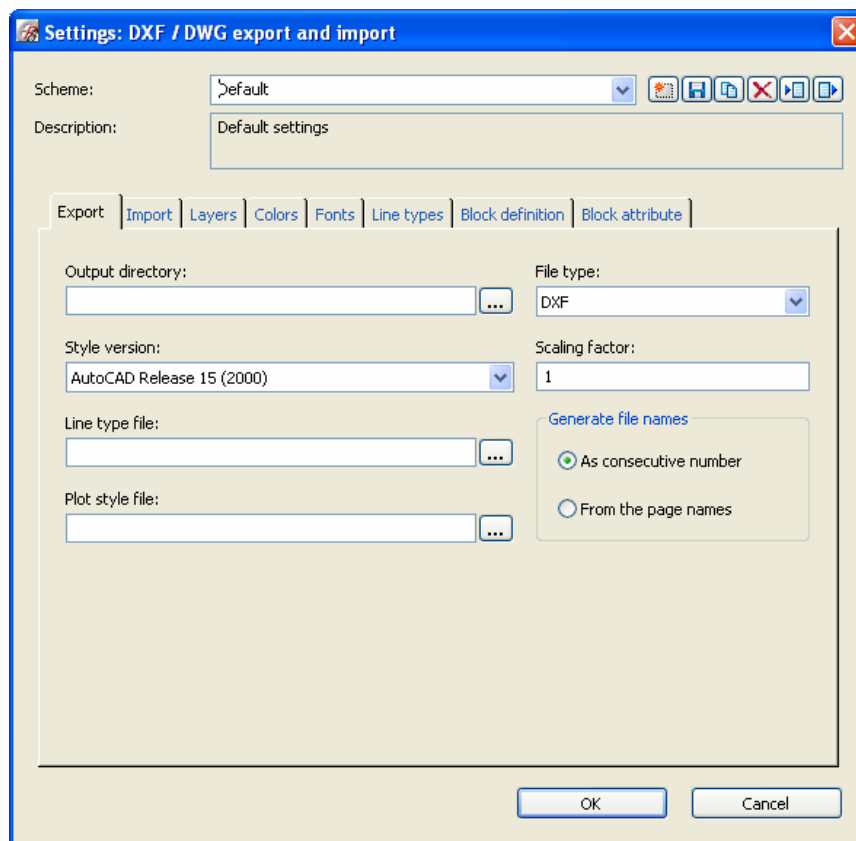 Settings: DXF / DWG export and import
Scheme: Default
Description: Default settings
Export Import Layers Colors Fonts Line types Block definition Block attribute
Output directory: File type:
... DXF
Style version: Scaling factor:
AutoCAD Release 15 (2000) 1
Line type file: Generate file names
... As consecutive number
Plot style file: From the page names
...
OK Cancel